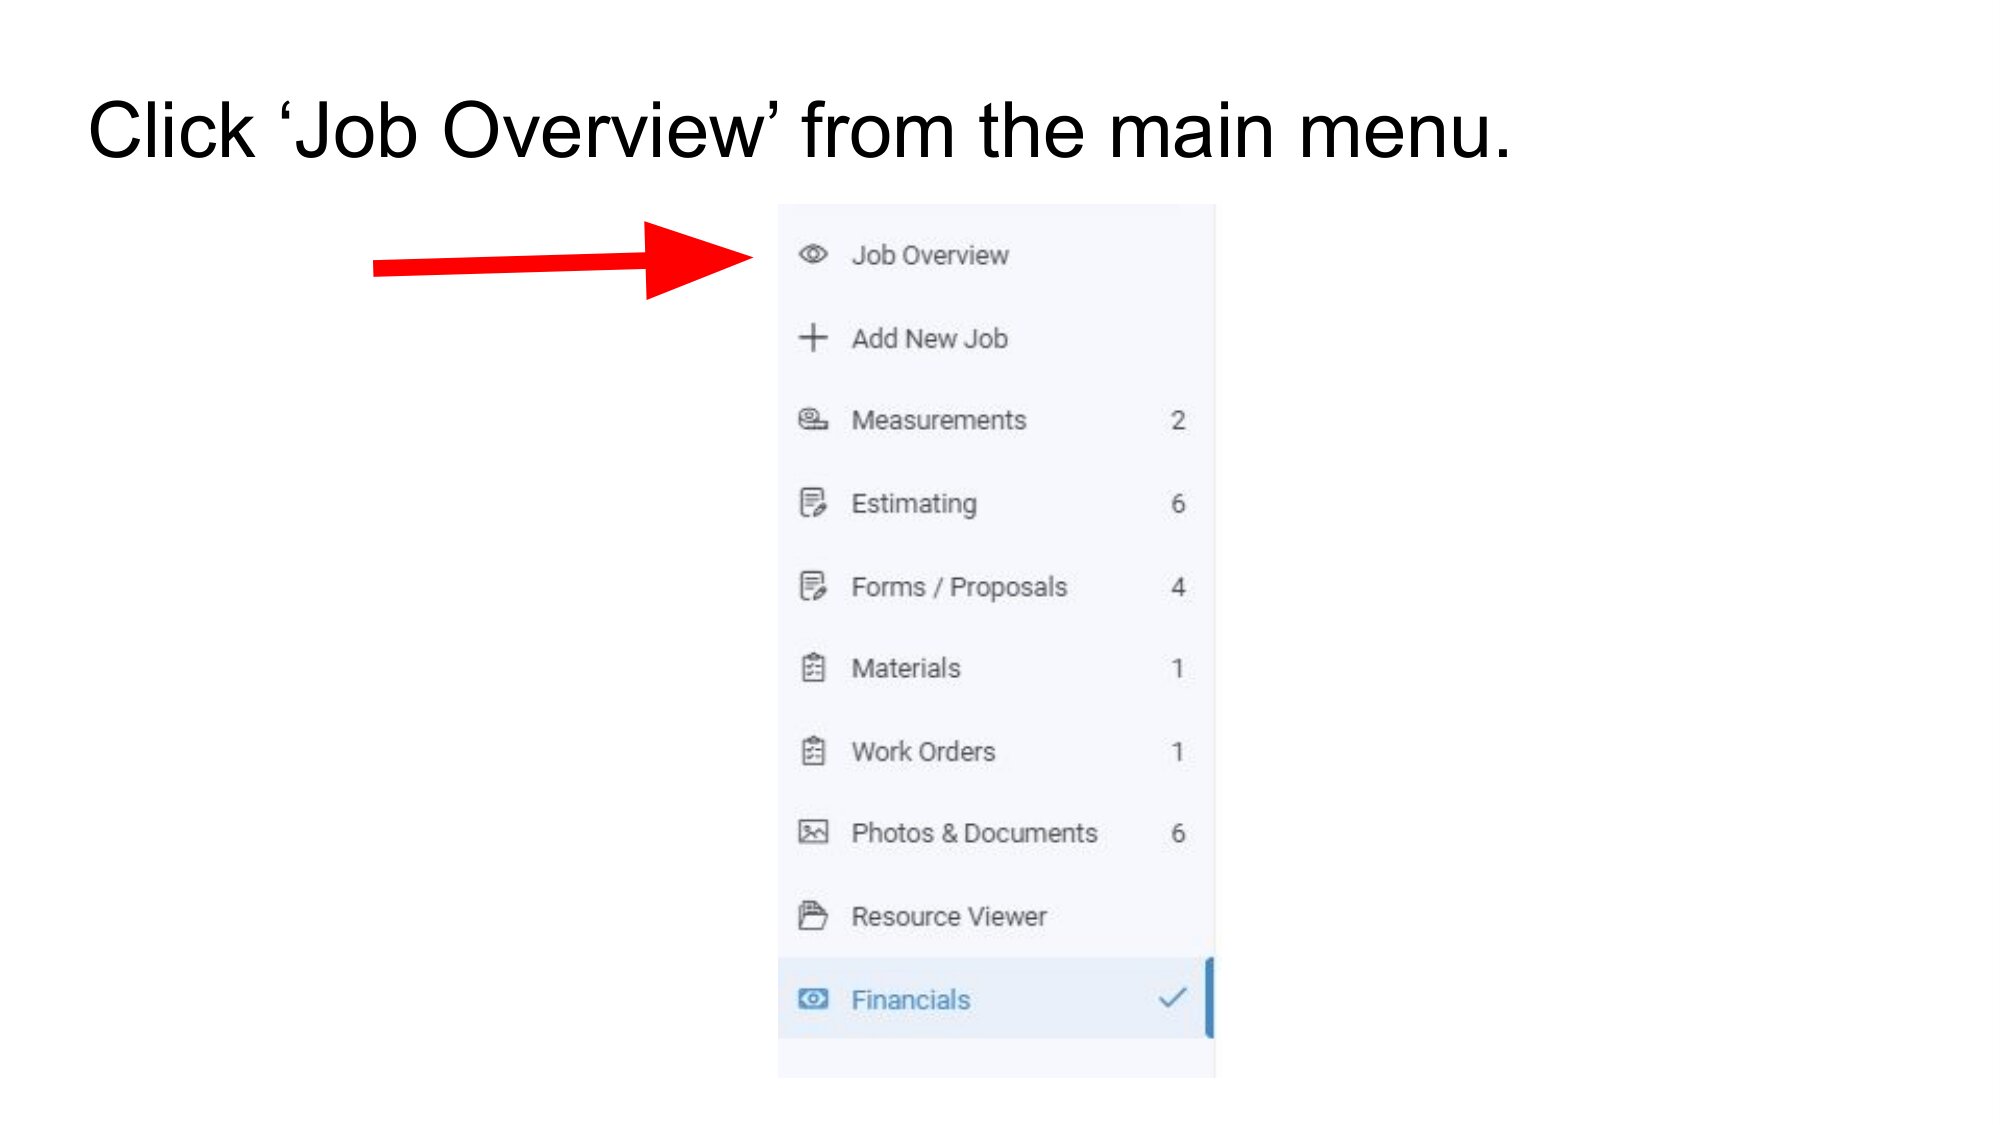 Click ‘Job Overview’ from the main menu.
Job Overview
Add New Job
Measurements 2
Estimating 6
Forms / Proposals 4
Materials 1
Work Orders 1
Photos & Documents 6
Resource Viewer
Financials